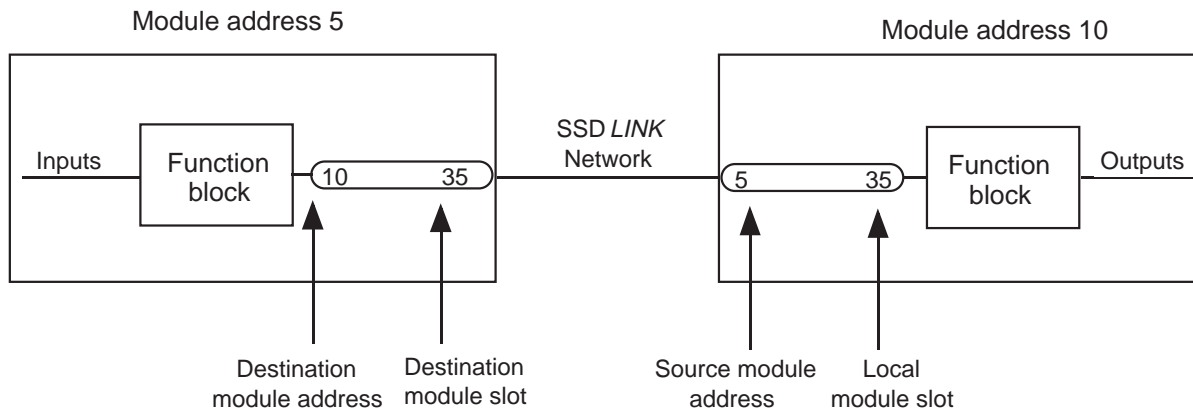 Module address 5
Module address 10
Inputs
Function
block
10 35
SSD LINK
Network
5 35
Function
block
Outputs
Destination
module address
Destination
module slot
Source module
address
Local
module slot